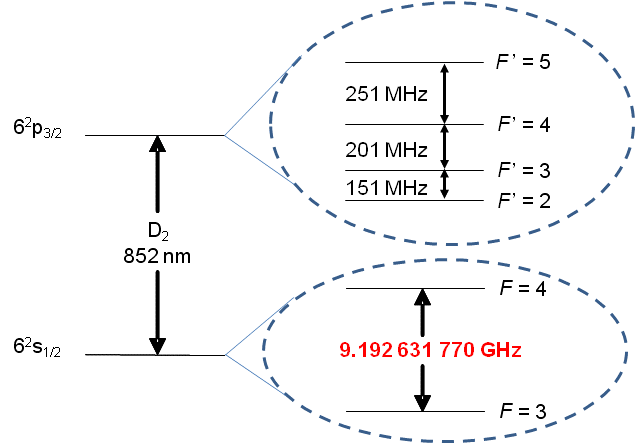 F' = 5
251 MHz
F' = 4
6²p₃/₂
201 MHz
F' = 3
151 MHz
F' = 2
D₂
852 nm
F = 4
6²s₁/₂
9.192 631 770 GHz
F = 3